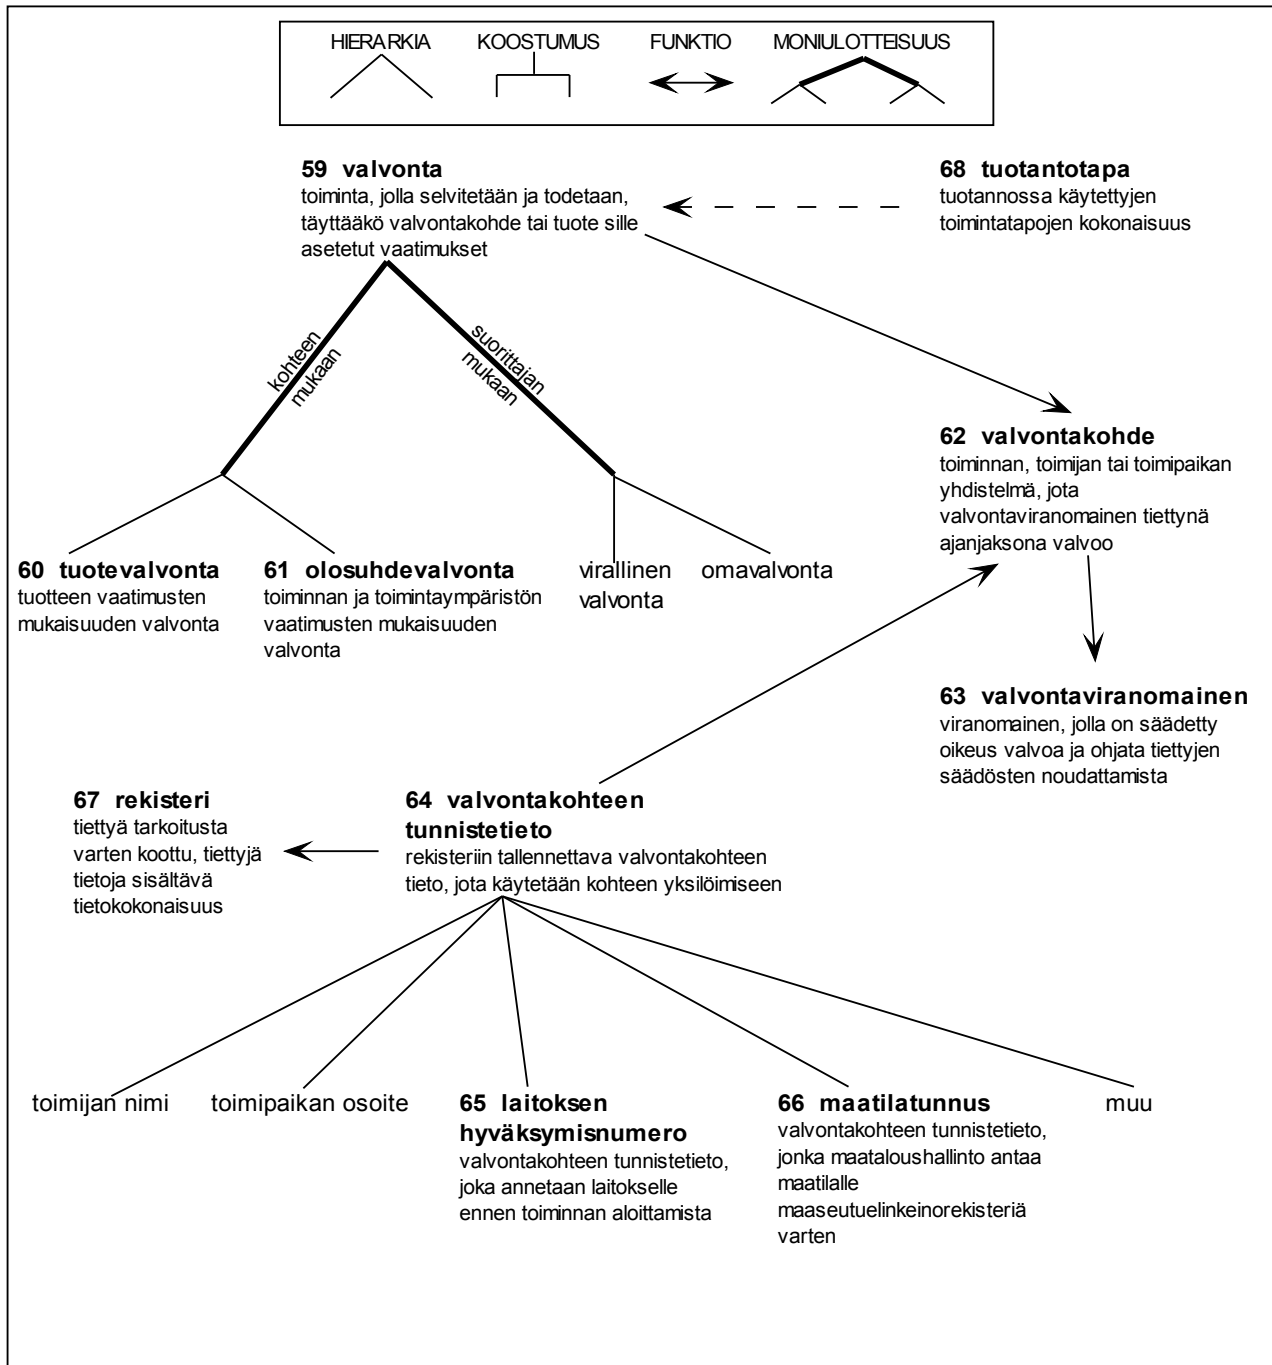 HIERARKIA KOOSTUMUS FUNKTIO MONIULOTTEISUUS
59 valvonta
toiminta, jolla selvitetään ja todetaan,
täyttääkö valvontakohde tai tuote sille
asetetut vaatimukset
68 tuotantotapa
tuotannossa käytettyjen
toimintatapojen kokonaisuus
kohteen
mukaan
suorittajan
mukaan
62 valvontakohde
toiminnan, toimijan tai toimipaikan
yhdistelmä, jota
valvontaviranomainen tiettynä
ajanjaksona valvoo
60 tuotevalvonta
tuotteen vaatimusten
mukaisuuden valvonta
61 olosuhdevalvonta
toiminnan ja toimintaympäristön
vaatimusten mukaisuuden
valvonta
virallinen
valvonta
omavalvonta
63 valvontaviranomainen
viranomainen, jolla on säädetty
oikeus valvoa ja ohjata tiettyjen
säädösten noudattamista
67 rekisteri
tiettyä tarkoitusta
varten koottu, tiettyjä
tietoja sisältävä
tietokokonaisuus
64 valvontakohteen
tunnistetieto
rekisteriin tallennettava valvontakohteen
tieto, jota käytetään kohteen yksilöimiseen
toimijan nimi
toimipaikan osoite
65 laitoksen
hyväksymisnumero
valvontakohteen tunnistetieto,
joka annetaan laitokselle
ennen toiminnan aloittamista
66 maatilatunnus
valvontakohteen tunnistetieto,
jonka maataloushallinto antaa
maatilalle
maaseutuelinkeinorekisteriä
varten
muu